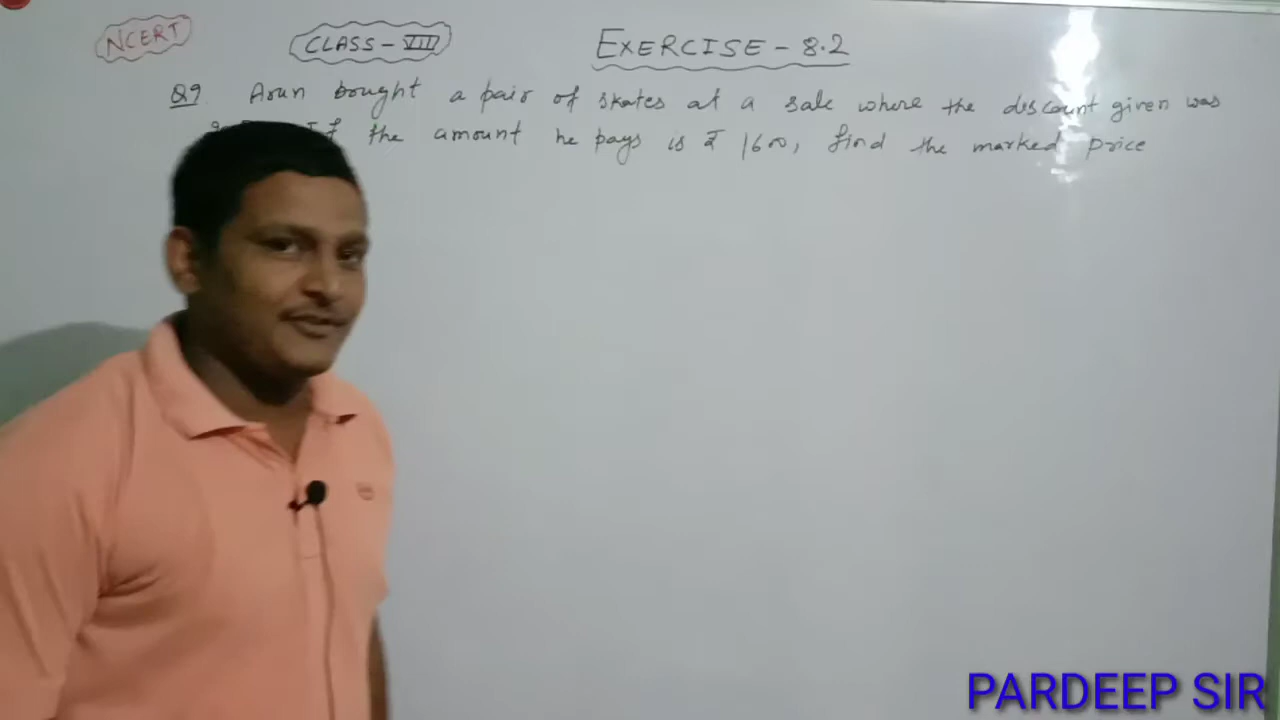 NCERT
CLASS-VIII
EXERCISE - 8.2
Q9 Arun bought a pair of skates at a sale where the discount given was
If the amount he pays is ₹ 1600, find the marked price
PARDEEP SIR